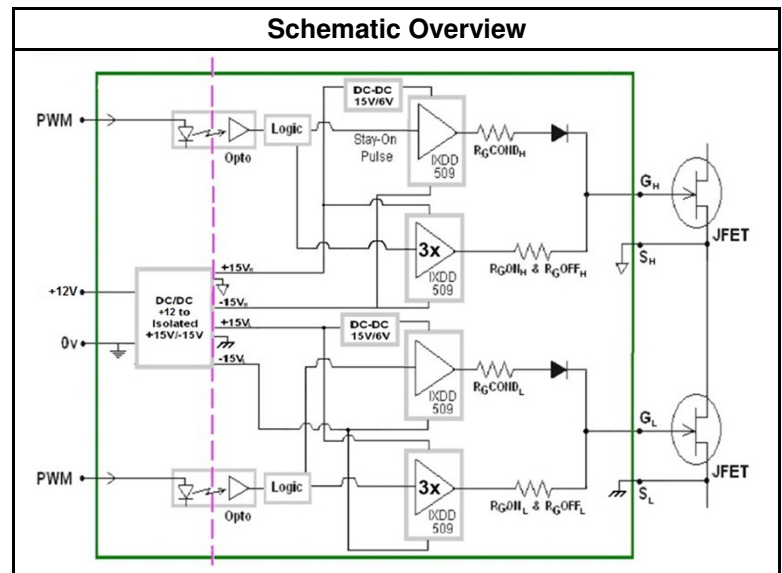 Schematic Overview
DC-DC
15V/6V
PWM
Logic
Opto
Stay-On
Pulse
IXDD
509
RGCONDH
GH
JFET
3x
IXDD
509
RGONH & RGOFFH
SH
+15VH
-15VH
+12V
0v
DC/DC
+12 to
Isolated
+15V/-15V
+15VL
-15VL
DC-DC
15V/6V
IXDD
509
RGCONDL
GL
JFET
PWM
Logic
Opto
3x
IXDD
509
RGONL & RGOFFL
SL